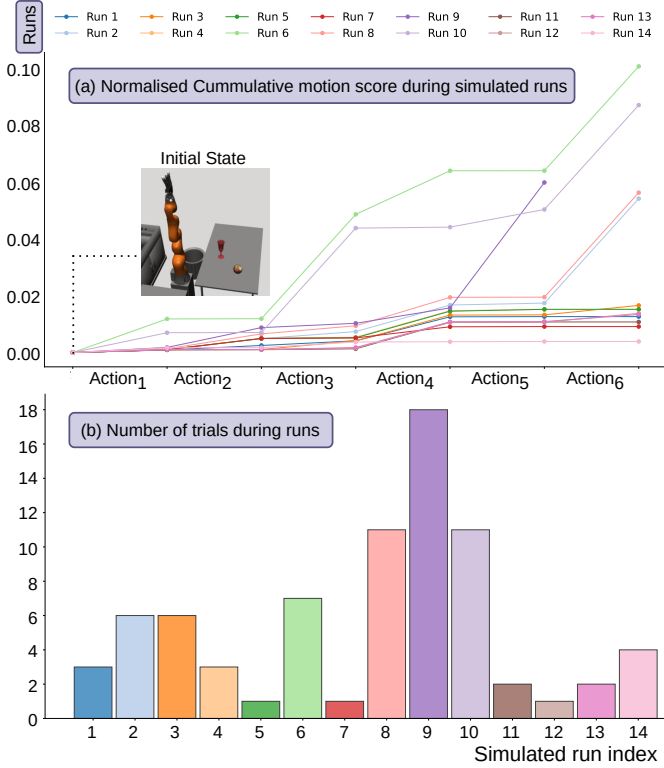 Runs
Run 1 Run 3 Run 5 Run 7 Run 9 Run 11 Run 13
Run 2 Run 4 Run 6 Run 8 Run 10 Run 12 Run 14
(a) Normalised Cummulative motion score during simulated runs
0.10
0.08
0.06
0.04
0.02
0.00
Initial State
Action1 Action2 Action3 Action4 Action5 Action6
(b) Number of trials during runs
18
16
14
12
10
8
6
4
2
0
1 2 3 4 5 6 7 8 9 10 11 12 13 14
Simulated run index